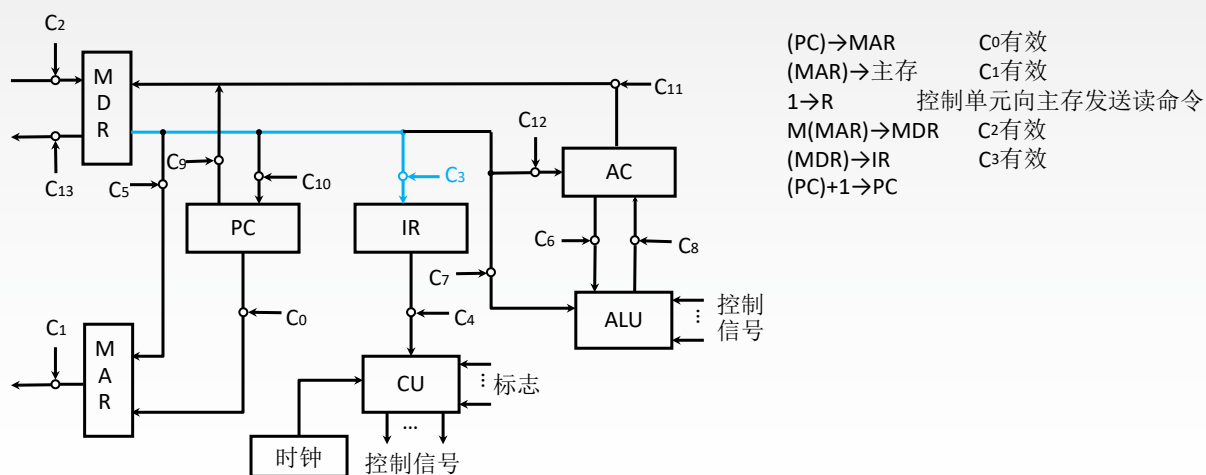 C2
M
D
R
C11
C12
C9
C13
C5
C10
C3
AC
PC
IR
C6
C8
C7
C1
C0
C4
ALU
控制
信号
...
M
A
R
CU
...
标志
...
时钟
控制信号
(PC)→MAR C0有效
(MAR)→主存 C1有效
1→R 控制单元向主存发送读命令
M(MAR)→MDR C2有效
(MDR)→IR C3有效
(PC)+1→PC